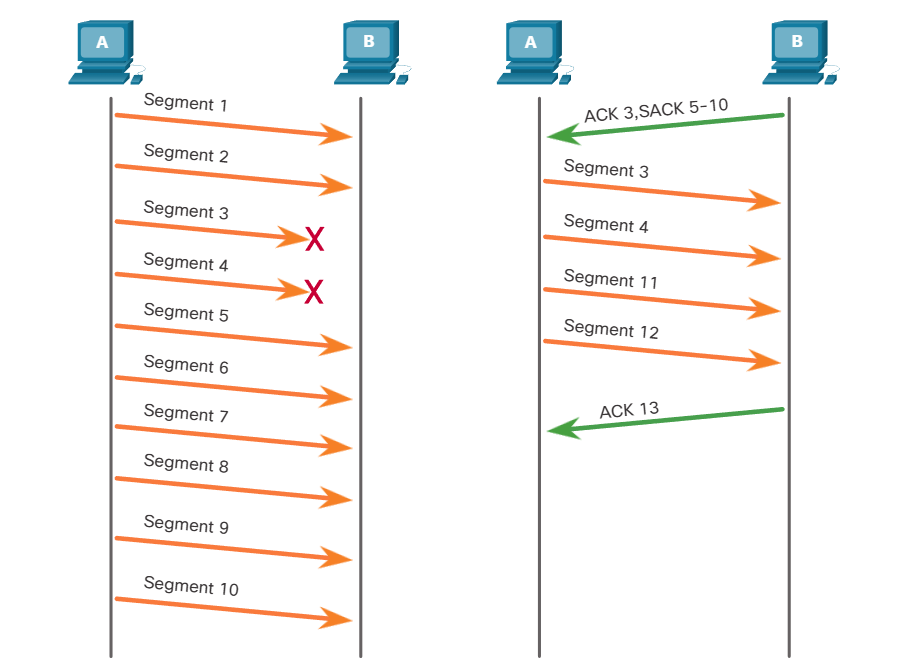 A
B
Segment 1
Segment 2
Segment 3
X
Segment 4
X
Segment 5
Segment 6
Segment 7
Segment 8
Segment 9
Segment 10
A
B
ACK 3,SACK 5-10
Segment 3
Segment 4
Segment 11
Segment 12
ACK 13